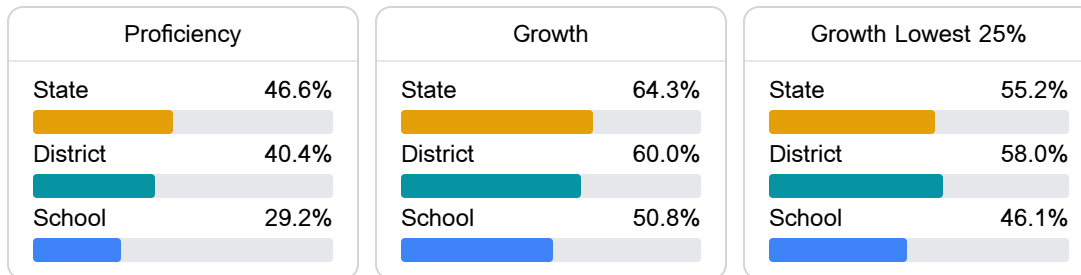 Proficiency
State 46.6%
District 40.4%
School 29.2%
Growth
State 64.3%
District 60.0%
School 50.8%
Growth Lowest 25%
State 55.2%
District 58.0%
School 46.1%